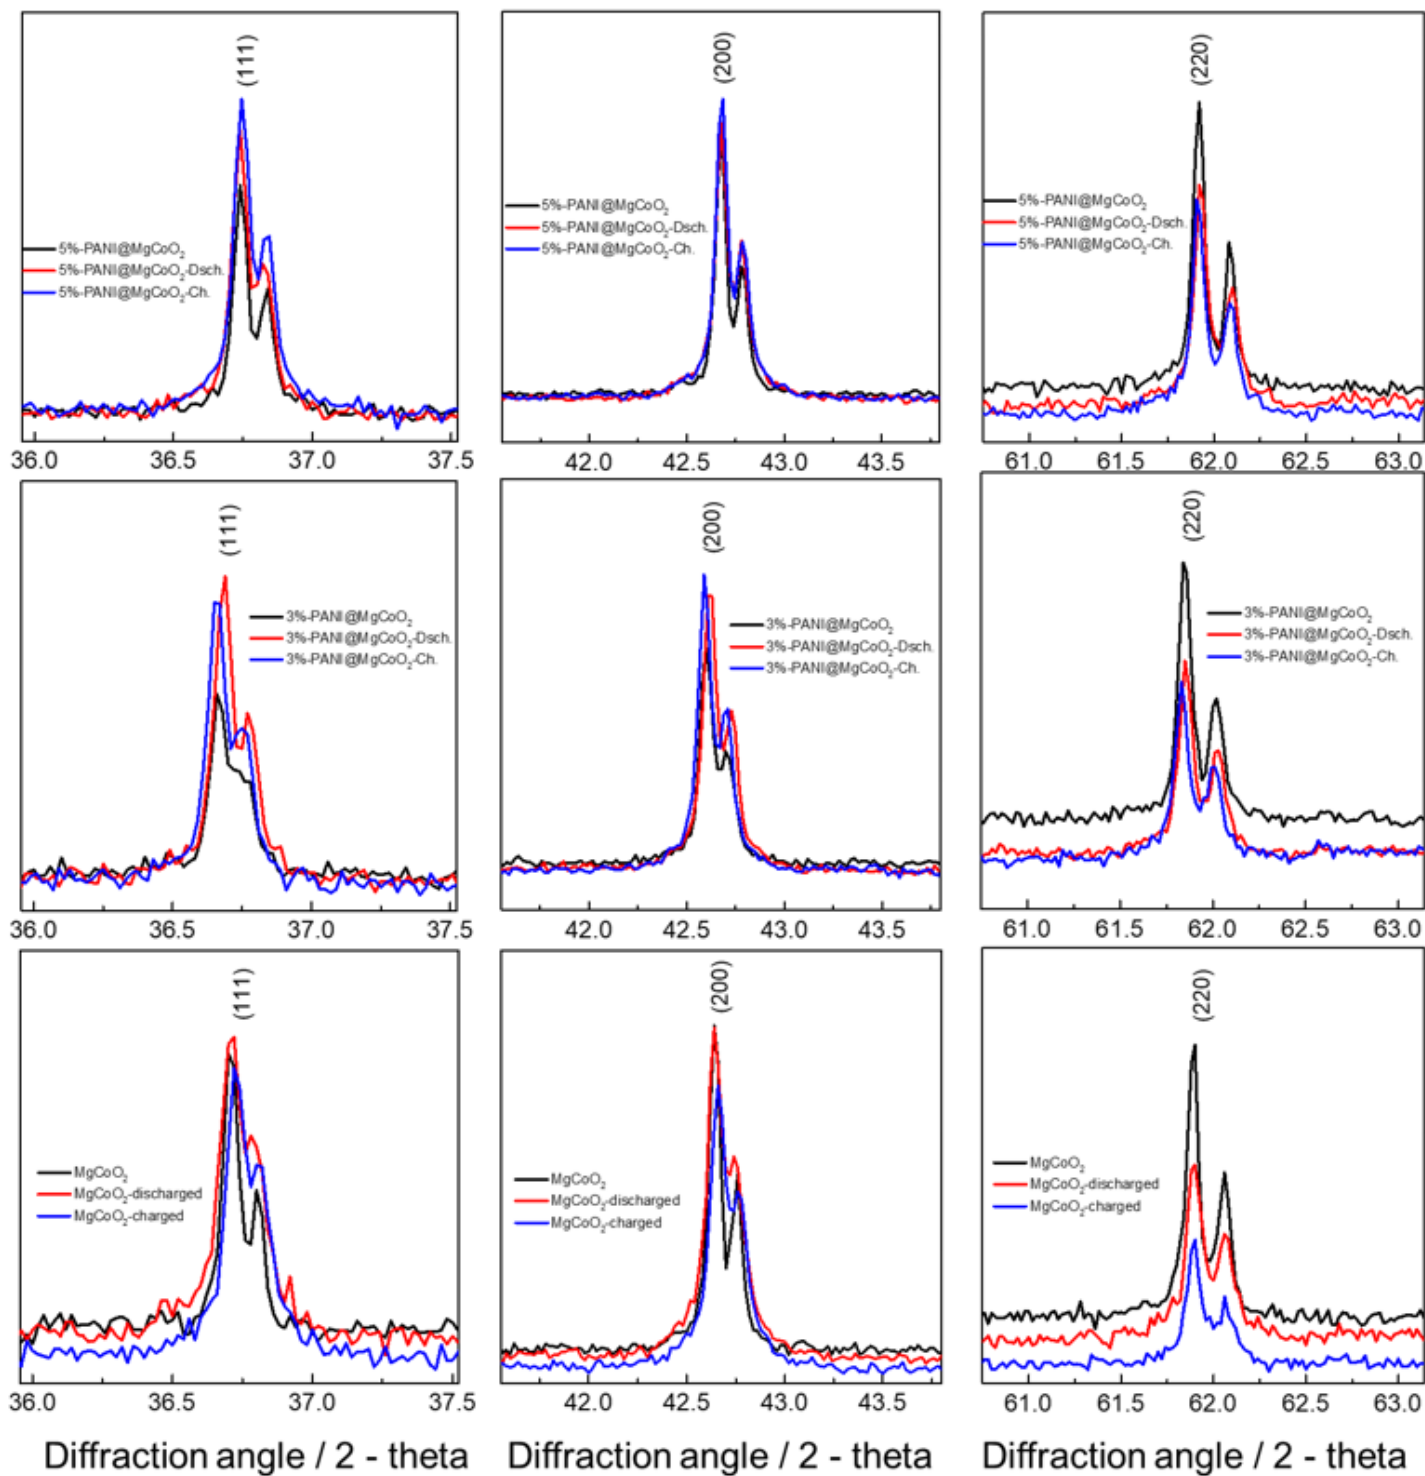 (111)
5%-PANI@MgCoO₂
5%-PANI@MgCoO₂-Dsch.
5%-PANI@MgCoO₂-Ch.
36.0 36.5 37.0 37.5
(200)
5%-PANI@MgCoO₂
5%-PANI@MgCoO₂-Dsch.
5%-PANI@MgCoO₂-Ch.
42.0 42.5 43.0 43.5
(220)
5%-PANI@MgCoO₂
5%-PANI@MgCoO₂-Dsch.
5%-PANI@MgCoO₂-Ch.
61.0 61.5 62.0 62.5 63.0
(111)
3%-PANI@MgCoO₂
3%-PANI@MgCoO₂-Dsch.
3%-PANI@MgCoO₂-Ch.
36.0 36.5 37.0 37.5
(200)
3%-PANI@MgCoO₂
3%-PANI@MgCoO₂-Dsch.
3%-PANI@MgCoO₂-Ch.
42.0 42.5 43.0 43.5
(220)
3%-PANI@MgCoO₂
3%-PANI@MgCoO₂-Dsch.
3%-PANI@MgCoO₂-Ch.
61.0 61.5 62.0 62.5 63.0
(111)
MgCoO₂
MgCoO₂-discharged
MgCoO₂-charged
36.0 36.5 37.0 37.5
(200)
MgCoO₂
MgCoO₂-discharged
MgCoO₂-charged
42.0 42.5 43.0 43.5
(220)
MgCoO₂
MgCoO₂-discharged
MgCoO₂-charged
61.0 61.5 62.0 62.5 63.0
Diffraction angle / 2 - theta
Diffraction angle / 2 - theta
Diffraction angle / 2 - theta